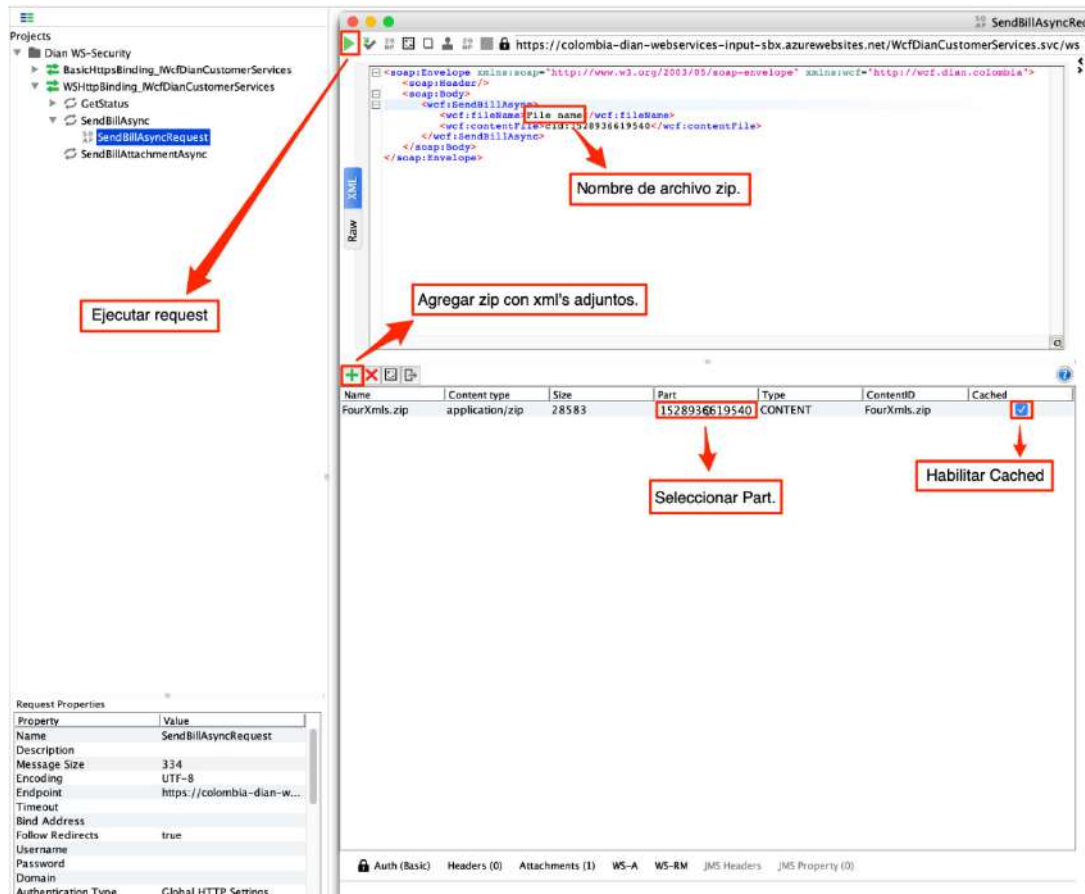 Projects
Dian WS-Security
BasicHttpsBinding_IWcfDianCustomerServices
WSHttpBinding_IWcfDianCustomerServices
GetStatus
SendBillAsync
SendBillAsyncRequest
SendBillAttachmentAsync
Ejecutar request
SendBillAsyncReq
https://colombia-dian-webservices-input-sbx.azurewebsites.net/WcfDianCustomerServices.svc/ws
<soap:Envelope xmlns:soap="http://www.w3.org/2003/05/soap-envelope" xmlns:wcf="http://wcf.dian.colombia">
<soap:Header/>
<soap:Body>
<wcf:SendBillAsync>
<wcf:fileName>File name</wcf:fileName>
<wcf:contentFile>cid:1528936619540</wcf:contentFile>
</wcf:SendBillAsync>
</soap:Body>
</soap:Envelope>
XML
Raw
Nombre de archivo zip.
Agregar zip con xml's adjuntos.
Name Content type Size Part Type ContentID Cached
FourXmls.zip application/zip 28583 1528936619540 CONTENT FourXmls.zip
Seleccionar Part.
Habilitar Cached
Request Properties
Property Value
Name SendBillAsyncRequest
Description
Message Size 334
Encoding UTF-8
Endpoint https://colombia-dian-w...
Timeout
Bind Address
Follow Redirects true
Username
Password
Domain
Authentication Type Global HTTP Settings
Auth (Basic) Headers (0) Attachments (1) WS-A WS-RM JMS Headers JMS Property (0)